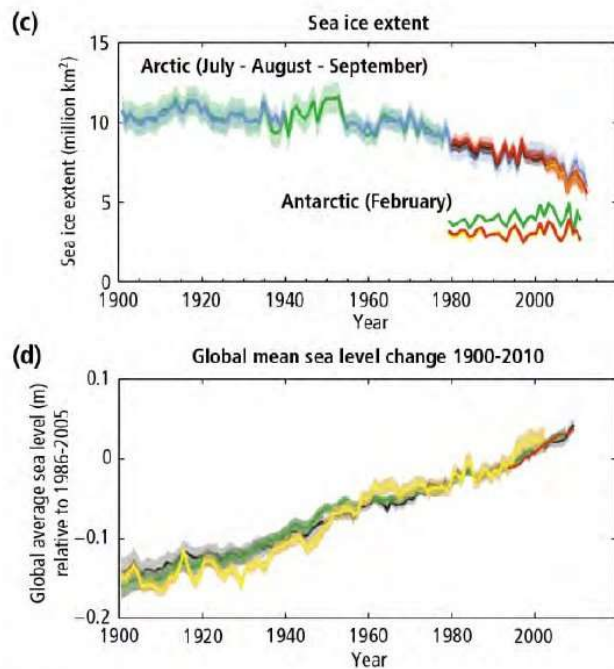 (c)
Sea ice extent
Arctic (July - August - September)
Antarctic (February)
Sea ice extent (million km²)
15
10
5
0
1900
1920
1940
1960
1980
2000
Year
(d)
Global mean sea level change 1900-2010
Global average sea level (m)
relative to 1986-2005
0.1
0
−0.1
−0.2
1900
1920
1940
1960
1980
2000
Year